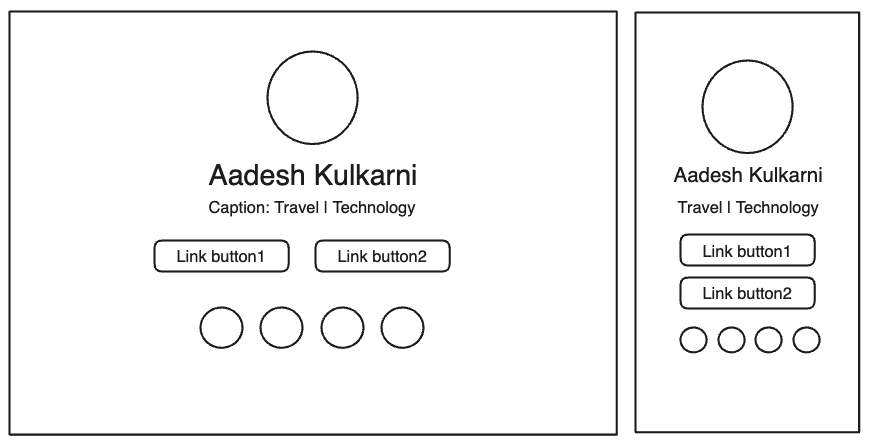 Aadesh Kulkarni
Caption: Travel | Technology
Link button1
Link button2
Aadesh Kulkarni
Travel | Technology
Link button1
Link button2